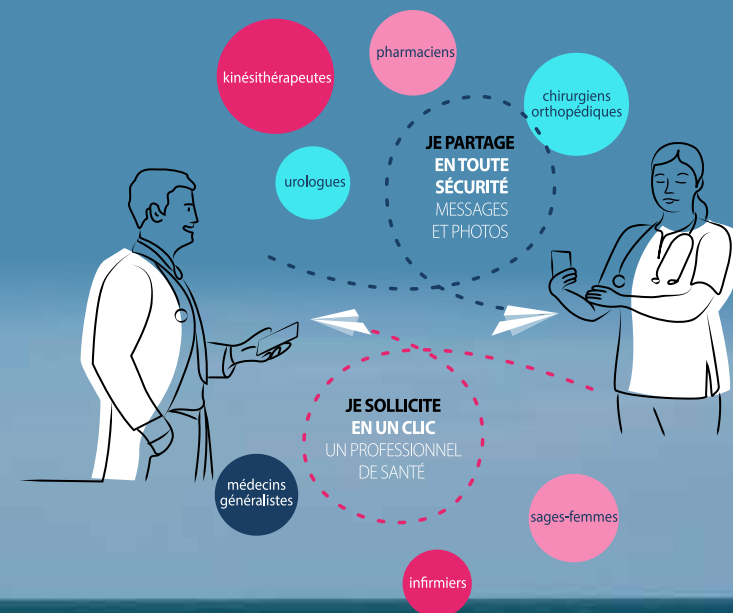 pharmaciens
kinésithérapeutes
chirurgiens
orthopédiques
urologues
JE PARTAGE
EN TOUTE
SÉCURITÉ
MESSAGES
ET PHOTOS
JE SOLLICITE
EN UN CLIC
UN PROFESSIONNEL
DE SANTÉ
médecins
généralistes
sages-femmes
infirmiers